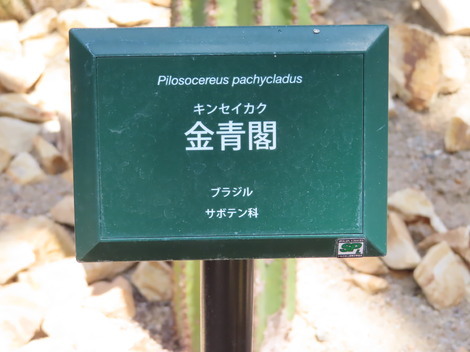 Pilosocereus pachycladus
キンセイカク
金青閣
ブラジル
サボテン科